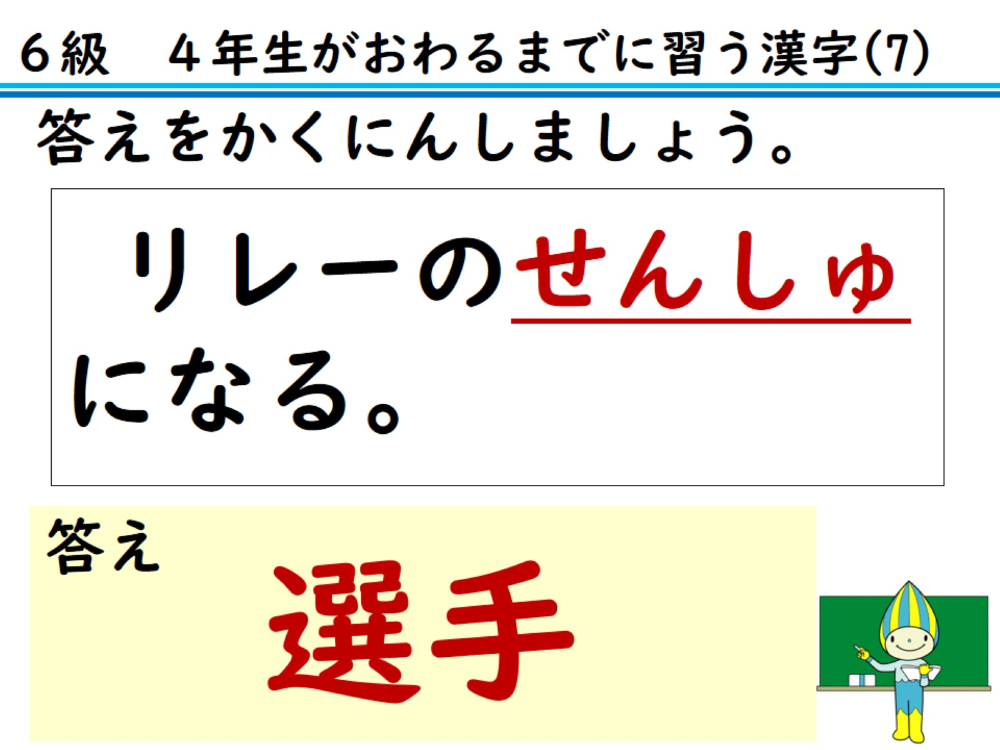 ６級　４年生がおわるまでに習う漢字(7)
答えをかくにんしましょう。
リレーのせんしゅ
になる。
答え
選手